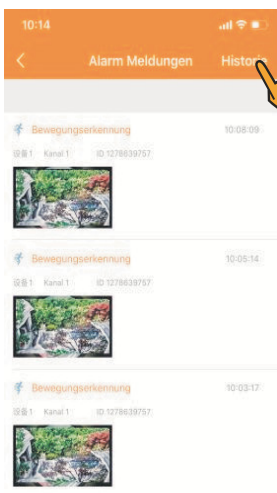 10:14
Alarm Meldungen Historie
Bewegungserkennung 10:08:09
设备1 Kanal 1 ID 1278639757
Bewegungserkennung 10:05:14
设备1 Kanal 1 ID 1278639757
Bewegungserkennung 10:03:17
设备1 Kanal 1 ID 1278639757